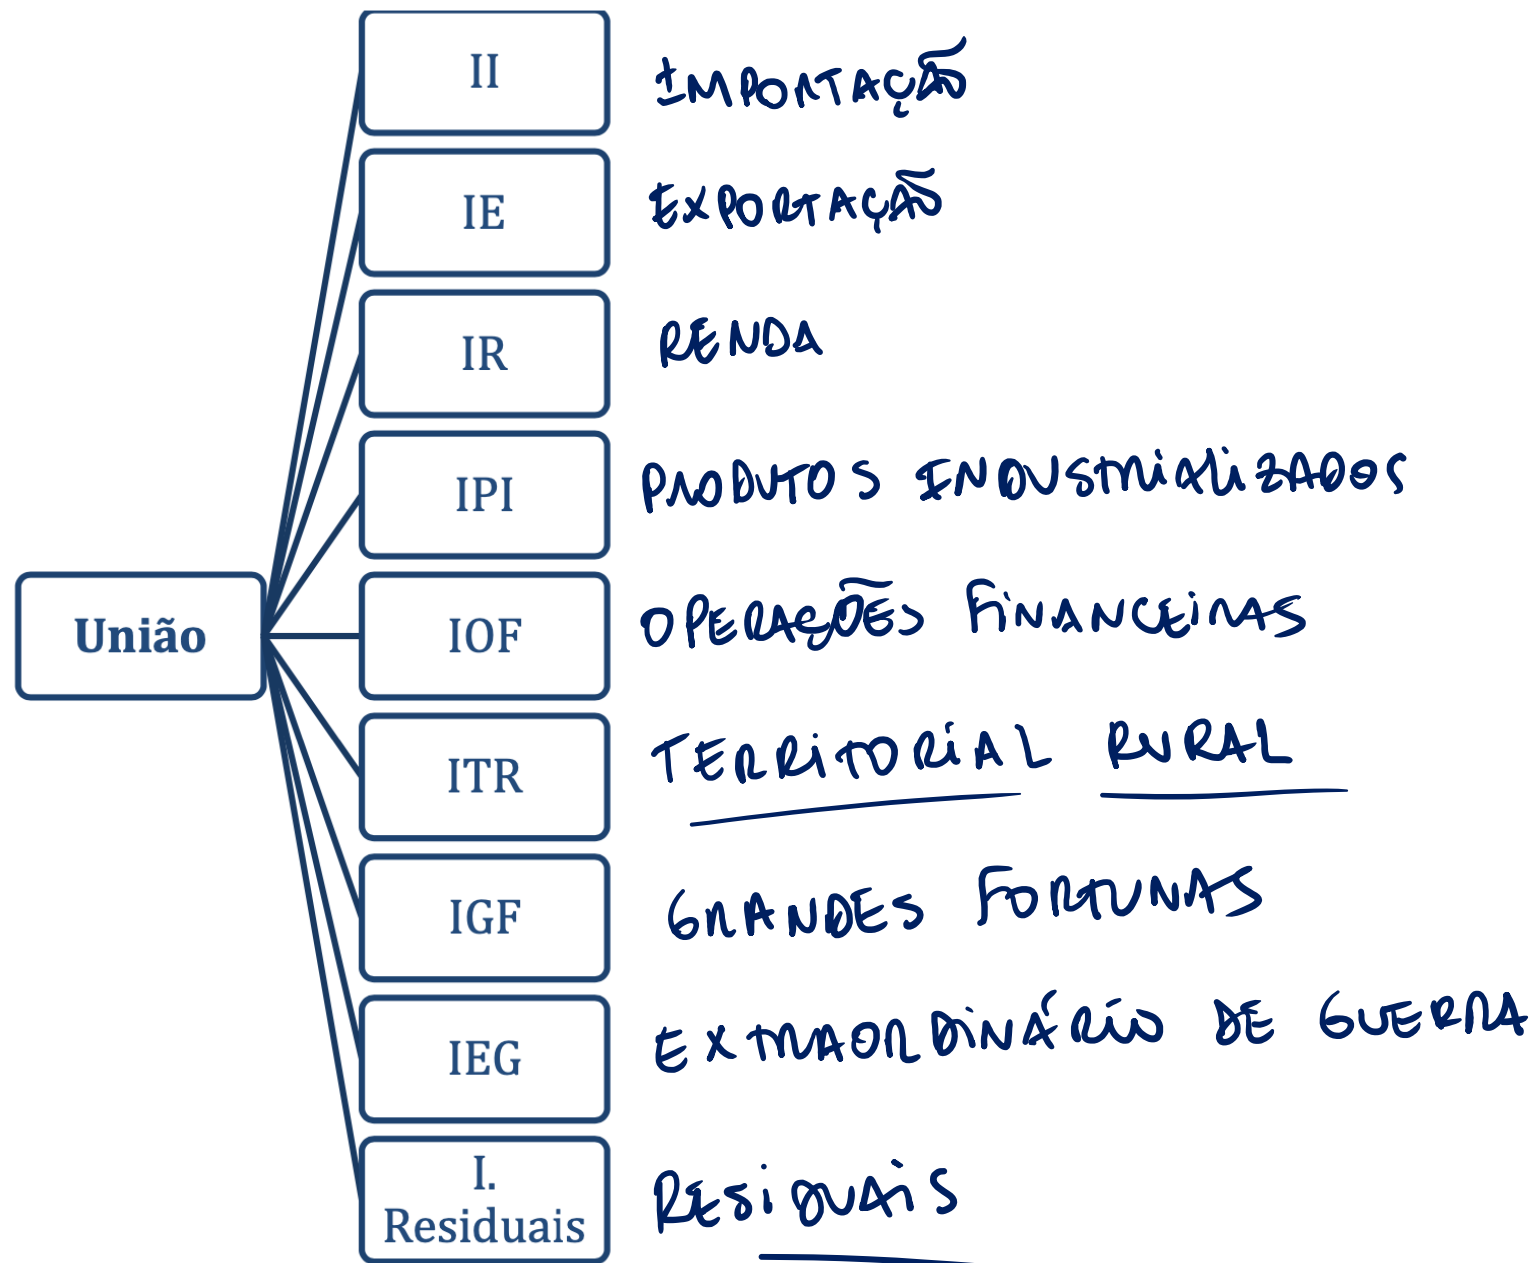 II IMPORTAÇÃO
IE EXPORTAÇÃO
IR RENDA
IPI PRODUTOS INDUSTRIALIZADOS
União
IOF OPERAÇÕES FINANCEIRAS
ITR TERRITORIAL RURAL
IGF GRANDES FORTUNAS
IEG EXTRAORDINÁRIO DE GUERRA
I.
Residuais RESIDUAIS